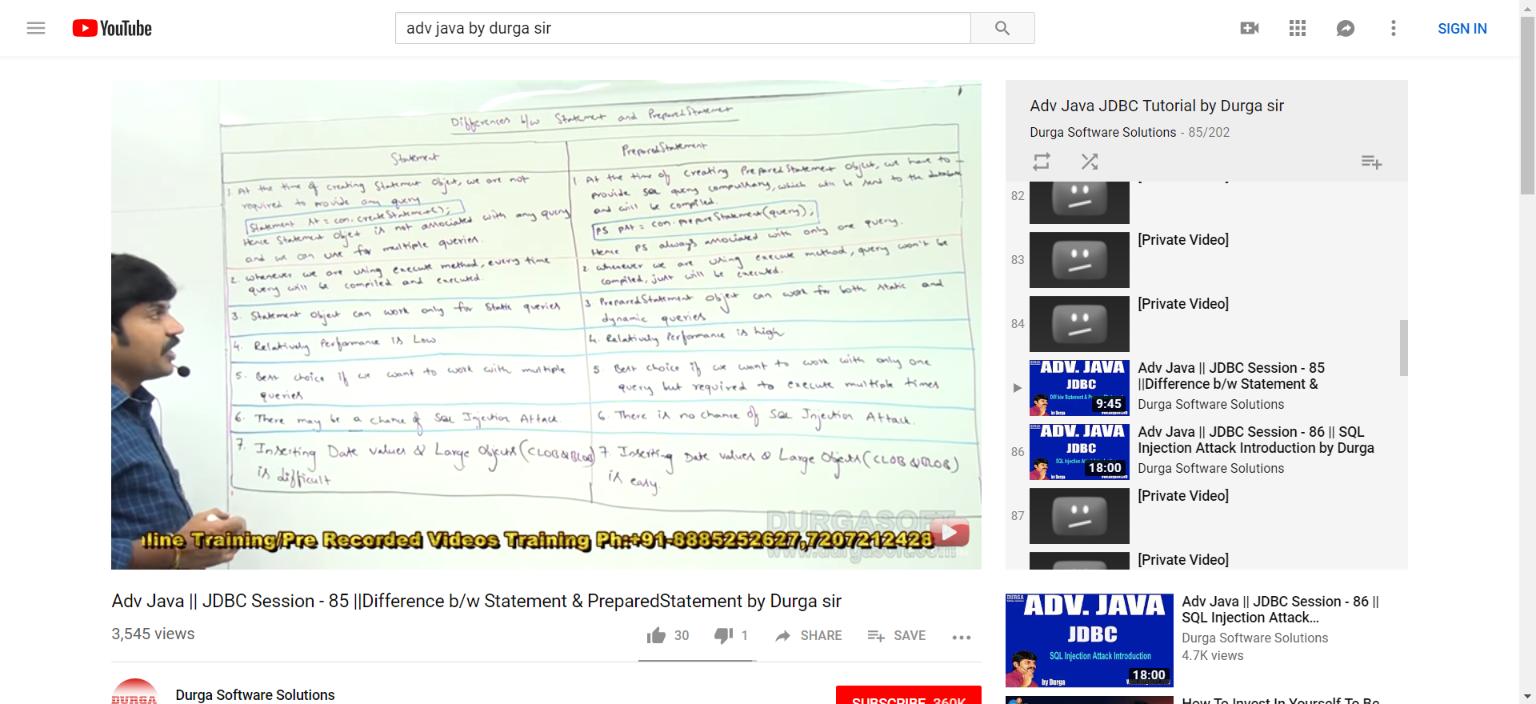 YouTube
adv java by durga sir
SIGN IN
Differences b/w Statement and PreparedStatement
Statement
1. At the time of creating Statement Object, we are not
required to provide any query
Statement st = con.createStatement();
Hence Statement Object is not associated with any query
and we can use for multiple queries.
2. whenever we are using execute method, every time
query will be compiled and executed.
3. Statement Object can work only for static queries
4. Relatively Performance is Low
5. Best choice if we want to work with multiple
queries
6. There may be a chance of SQL Injection Attack.
7. Inserting Date values & Large Objects(CLOB&BLOB)
is difficult
PreparedStatement
1 At the time of creating PreparedStatement Object, we have to
provide SQL query compulsory, which will be send to the database
and will be compiled.
PS pst = con.prepareStatement(query);
Hence PS always associated with only one query.
2 whenever we are using execute method, query won't be
compiled, just will be executed.
3 PreparedStatement Object can work for both static and
dynamic queries
4. Relatively Performance is high
5. Best choice if we want to work with only one
query but required to execute multiple times
6. There is no chance of SQL Injection Attack.
7. Inserting Date values & Large Objects(CLOB&BLOB)
is easy.
DURGASOFT
www.durgasoft.com
line Training/Pre Recorded Videos Training Ph:+91-8885252627,7207212428
Adv Java || JDBC Session - 85 ||Difference b/w Statement & PreparedStatement by Durga sir
3,545 views
30
1
SHARE
SAVE
DURGA
Durga Software Solutions
SUBSCRIBE 360K
Adv Java JDBC Tutorial by Durga sir
Durga Software Solutions - 85/202
82
83
[Private Video]
84
[Private Video]
ADV. JAVA
JDBC
9:45
Adv Java || JDBC Session - 85
||Difference b/w Statement &
Durga Software Solutions
86
ADV. JAVA
JDBC
18:00
Adv Java || JDBC Session - 86 || SQL
Injection Attack Introduction by Durga
Durga Software Solutions
87
[Private Video]
[Private Video]
ADV. JAVA
JDBC
SQL Injection Attack Introduction
by Durga
18:00
Adv Java || JDBC Session - 86 ||
SQL Injection Attack...
Durga Software Solutions
4.7K views
How To Invest In Yourself To Be